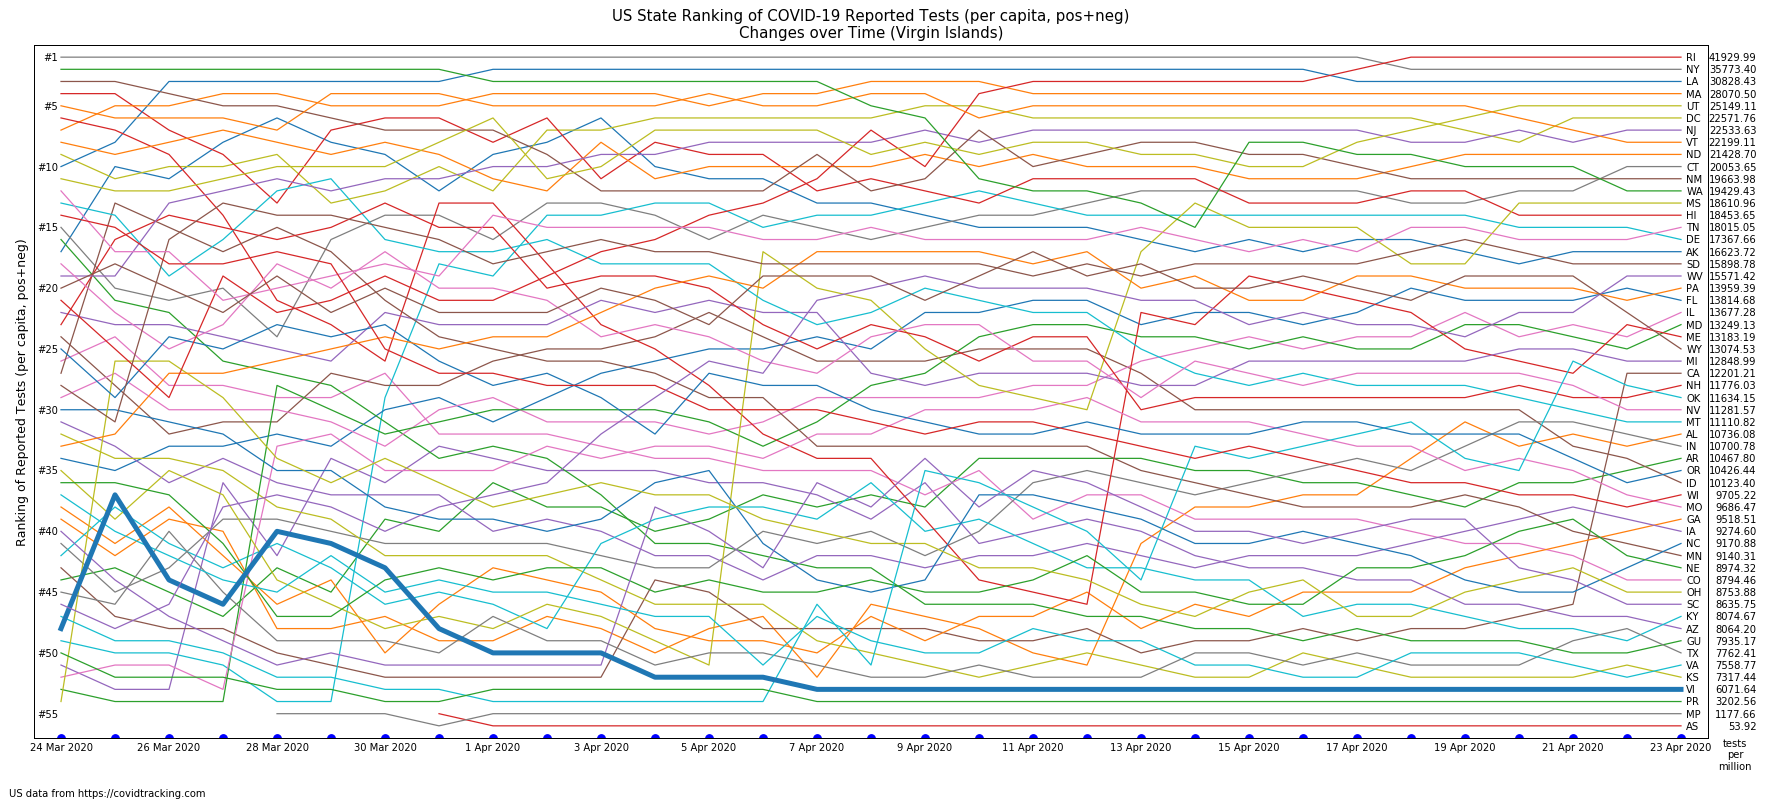 US State Ranking of COVID-19 Reported Tests (per capita, pos+neg)
Changes over Time (Virgin Islands)
Ranking of Reported Tests (per capita, pos+neg)
#1
#5
#10
#15
#20
#25
#30
#35
#40
#45
#50
#55
RI 41929.99
NY 35773.40
LA 30828.43
MA 28070.50
UT 25149.11
DC 22571.76
NJ 22533.63
VT 22199.11
ND 21428.70
CT 20053.65
NM 19663.98
WA 19429.43
MS 18610.96
HI 18453.65
TN 18015.05
DE 17367.66
AK 16623.72
SD 15898.78
WV 15571.42
PA 13959.39
FL 13814.68
IL 13677.28
MD 13249.13
ME 13183.19
WY 13074.53
MI 12848.99
CA 12201.21
NH 11776.03
OK 11634.15
NV 11281.57
MT 11110.82
AL 10736.08
IN 10700.78
AR 10467.80
OR 10426.44
ID 10123.40
WI 9705.22
MO 9686.47
GA 9518.51
IA 9274.60
NC 9170.88
MN 9140.31
NE 8974.32
CO 8794.46
OH 8753.88
SC 8635.75
KY 8074.67
AZ 8064.20
GU 7935.17
TX 7762.41
VA 7558.77
KS 7317.44
VI 6071.64
PR 3202.56
MP 1177.66
AS 53.92
24 Mar 2020 26 Mar 2020 28 Mar 2020 30 Mar 2020 1 Apr 2020 3 Apr 2020 5 Apr 2020 7 Apr 2020 9 Apr 2020 11 Apr 2020 13 Apr 2020 15 Apr 2020 17 Apr 2020 19 Apr 2020 21 Apr 2020 23 Apr 2020
tests
per
million
US data from https://covidtracking.com